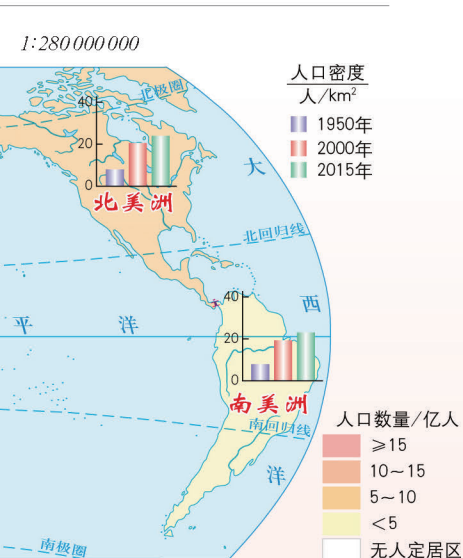 1:280000000
人口密度
人/km²
1950年
2000年
2015年
北极圈
40
20
0
北美洲
大
北回归线
西
平 洋
40
20
0
南美洲
南回归线
洋
南极圈
人口数量/亿人
≥15
10~15
5~10
<5
无人定居区